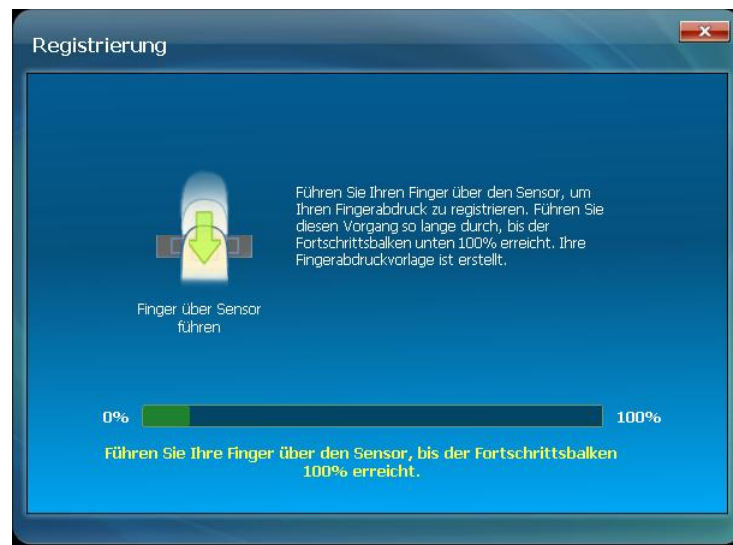 Registrierung
Führen Sie Ihren Finger über den Sensor, um
Ihren Fingerabdruck zu registrieren. Führen Sie
diesen Vorgang so lange durch, bis der
Fortschrittsbalken unten 100% erreicht. Ihre
Fingerabdruckvorlage ist erstellt.
Finger über Sensor
führen
0% 100%
Führen Sie Ihre Finger über den Sensor, bis der Fortschrittsbalken
100% erreicht.